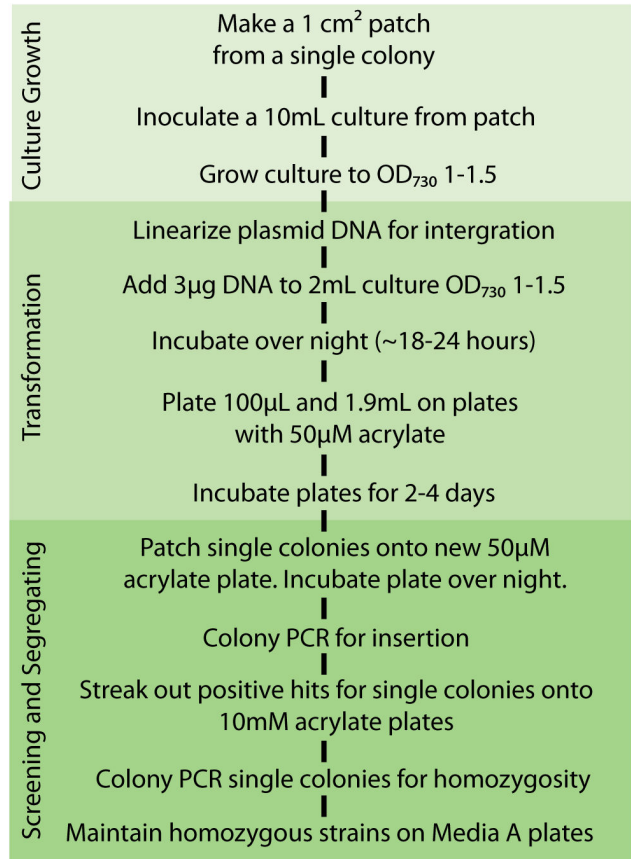 Culture Growth
Make a 1 cm² patch
from a single colony
Inoculate a 10mL culture from patch
Grow culture to OD₇₃₀ 1-1.5
Transformation
Linearize plasmid DNA for intergration
Add 3µg DNA to 2mL culture OD₇₃₀ 1-1.5
Incubate over night (~18-24 hours)
Plate 100µL and 1.9mL on plates
with 50µM acrylate
Incubate plates for 2-4 days
Screening and Segregating
Patch single colonies onto new 50µM
acrylate plate. Incubate plate over night.
Colony PCR for insertion
Streak out positive hits for single colonies onto
10mM acrylate plates
Colony PCR single colonies for homozygosity
Maintain homozygous strains on Media A plates